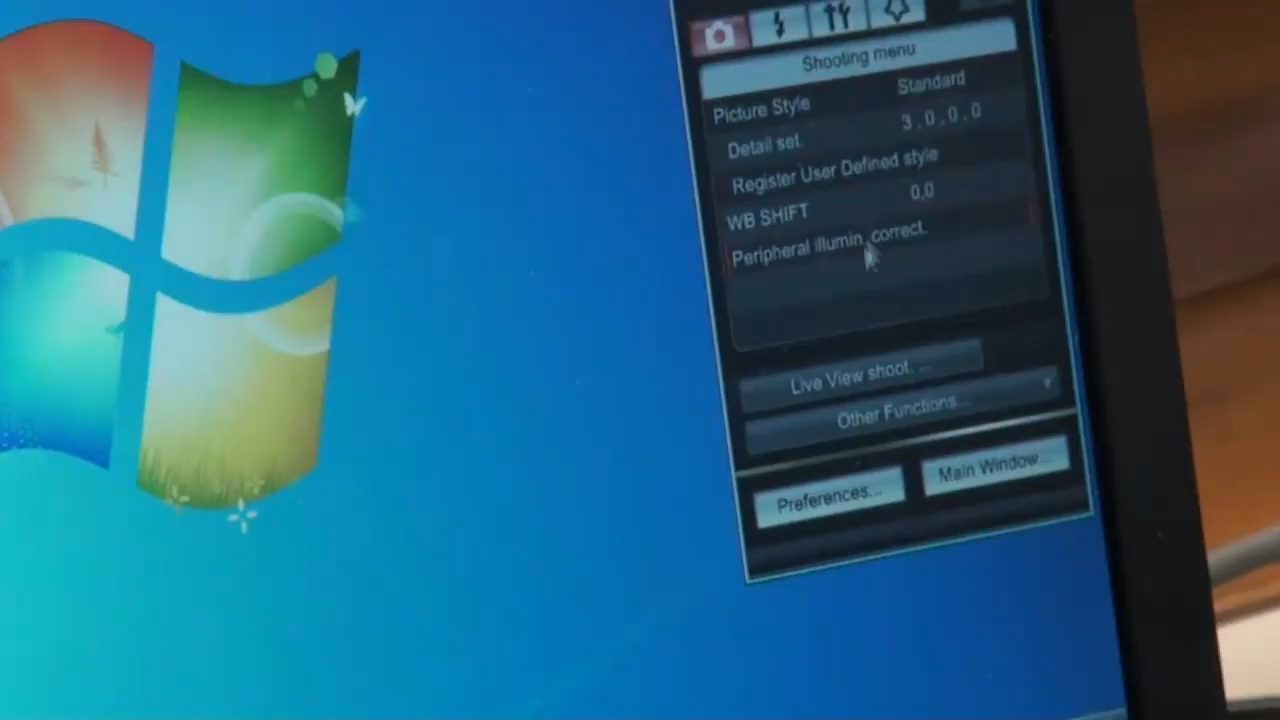 Shooting menu
Picture Style Standard
Detail set. 3,0,0,0
Register User Defined style
WB SHIFT 0,0
Peripheral illumin. correct.
Live View shoot. ...
Other Functions...
Preferences... Main Window...